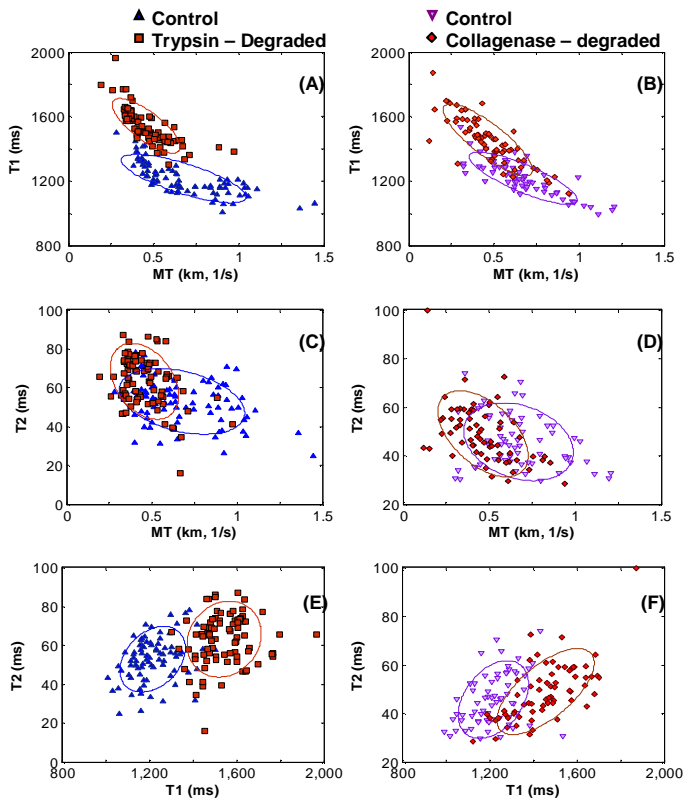 Control
Trypsin – Degraded
Control
Collagenase – degraded
2000
1600
1200
800
T1 (ms)
(A)
0
0.5
1
1.5
MT (km, 1/s)
2000
1600
1200
800
T1 (ms)
(B)
0
0.5
1
1.5
MT (km, 1/s)
100
80
60
40
20
0
T2 (ms)
(C)
0
0.5
1
1.5
MT (km, 1/s)
100
80
60
40
20
T2 (ms)
(D)
0
0.5
1
1.5
MT (km, 1/s)
100
80
60
40
20
0
T2 (ms)
(E)
800
1,200
1,600
2,000
T1 (ms)
100
80
60
40
20
T2 (ms)
(F)
800
1,200
1,600
2,000
T1 (ms)